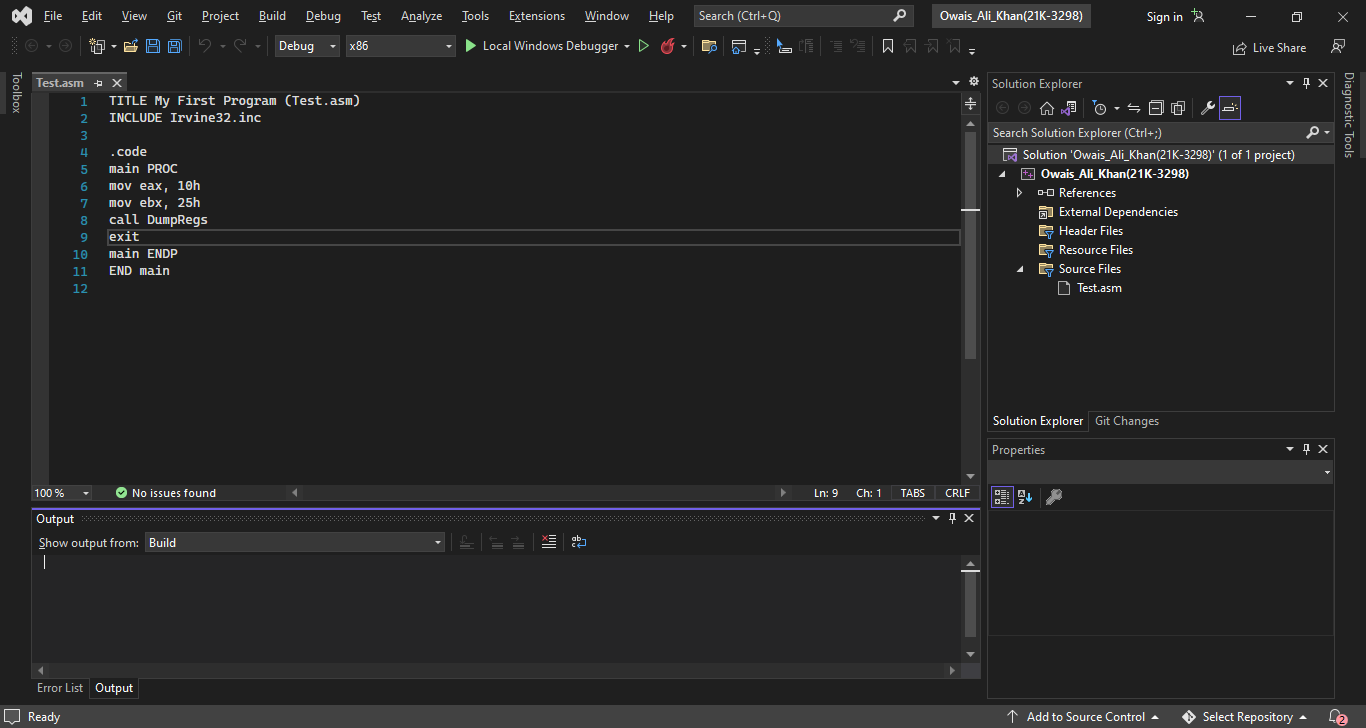 File Edit View Git Project Build Debug Test Analyze Tools Extensions Window Help Search (Ctrl+Q) Owais_Ali_Khan(21K-3298) Sign in
Debug x86 Local Windows Debugger Live Share
Toolbox
Test.asm
1 TITLE My First Program (Test.asm)
2 INCLUDE Irvine32.inc
3
4 .code
5 main PROC
6 mov eax, 10h
7 mov ebx, 25h
8 call DumpRegs
9 exit
10 main ENDP
11 END main
12
100 % No issues found Ln: 9 Ch: 1 TABS CRLF
Output
Show output from: Build
Error List Output
Solution Explorer
Search Solution Explorer (Ctrl+;)
Solution 'Owais_Ali_Khan(21K-3298)' (1 of 1 project)
Owais_Ali_Khan(21K-3298)
References
External Dependencies
Header Files
Resource Files
Source Files
Test.asm
Solution Explorer Git Changes
Properties
Diagnostic Tools
Ready Add to Source Control Select Repository 2